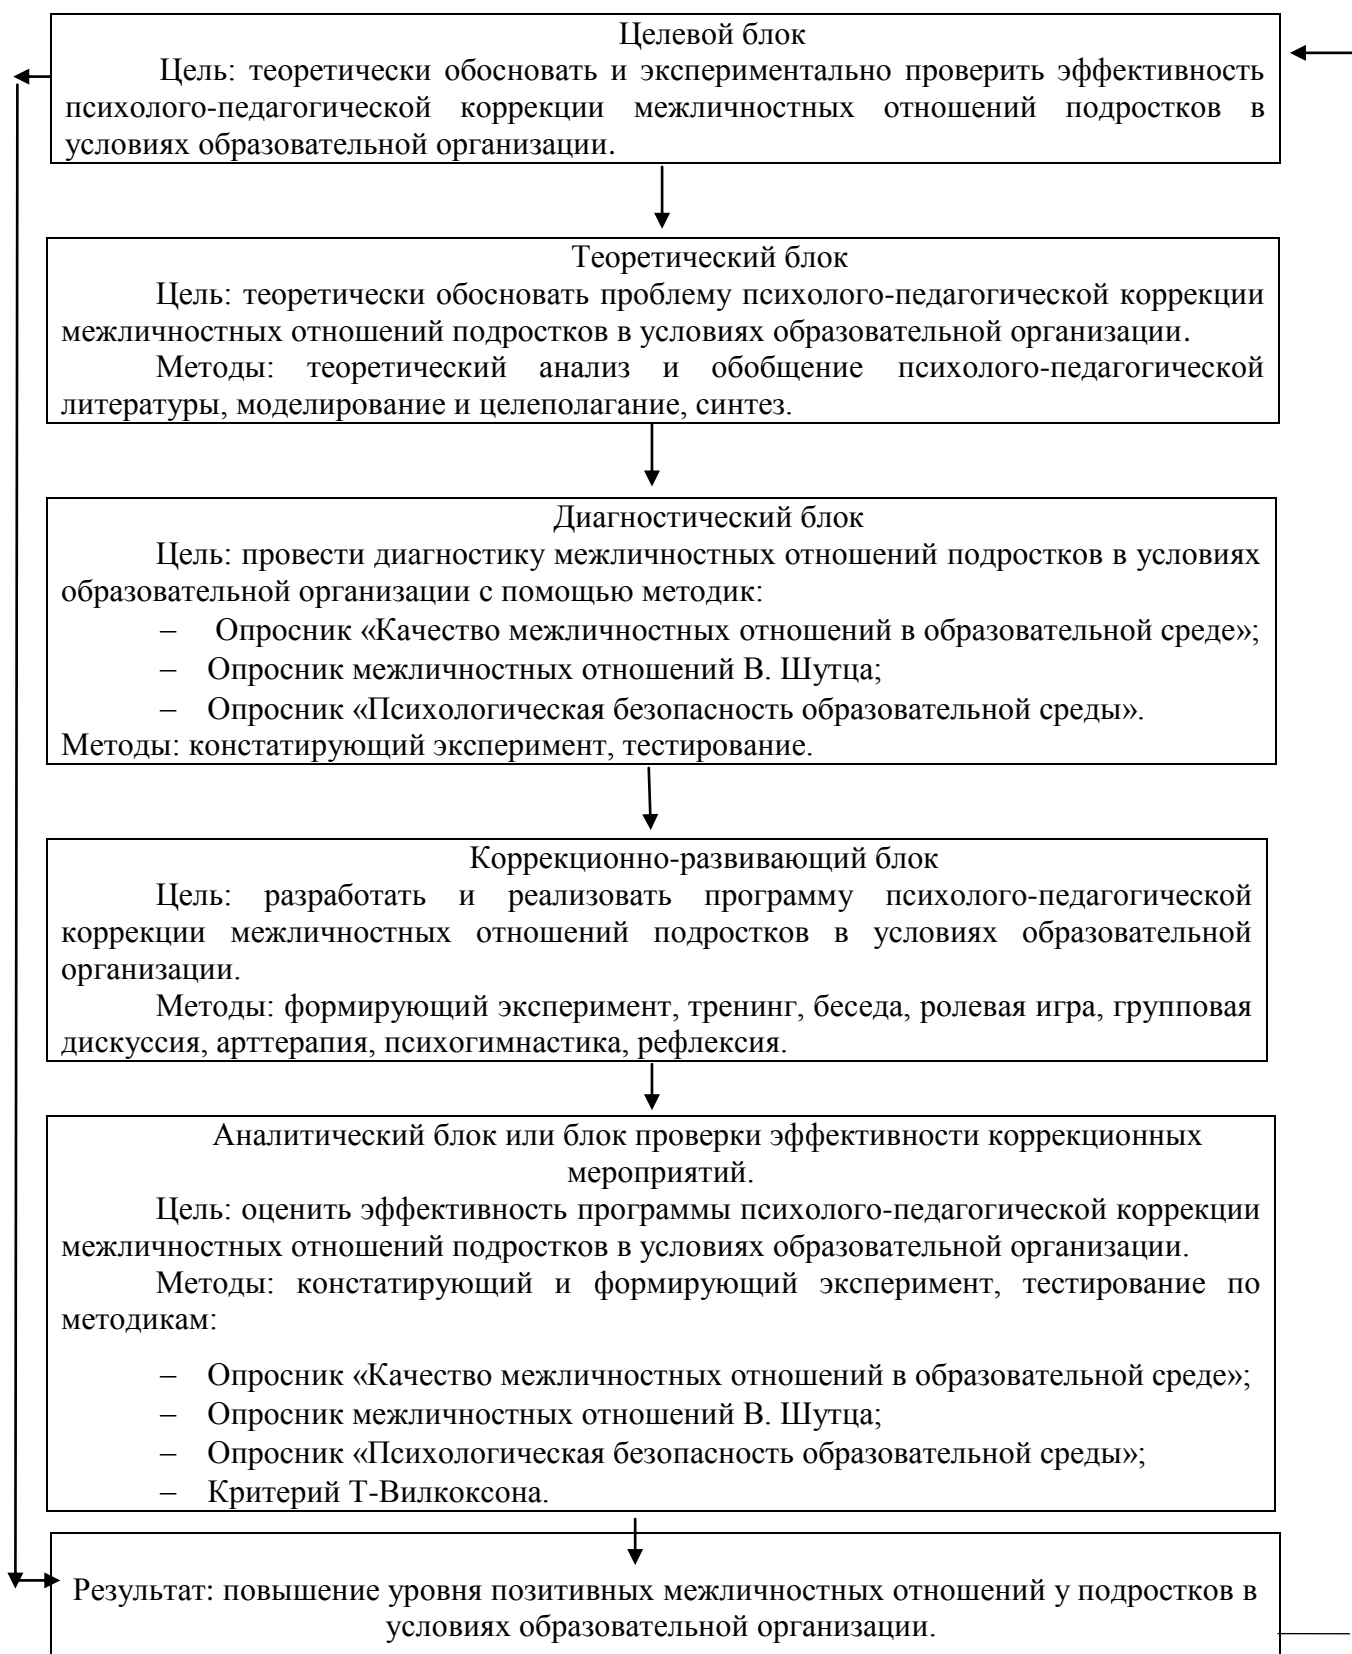 Целевой блок
Цель: теоретически обосновать и экспериментально проверить эффективность
психолого-педагогической коррекции межличностных отношений подростков в
условиях образовательной организации.
Теоретический блок
Цель: теоретически обосновать проблему психолого-педагогической коррекции
межличностных отношений подростков в условиях образовательной организации.
Методы: теоретический анализ и обобщение психолого-педагогической
литературы, моделирование и целеполагание, синтез.
Диагностический блок
Цель: провести диагностику межличностных отношений подростков в условиях
образовательной организации с помощью методик:
– Опросник «Качество межличностных отношений в образовательной среде»;
– Опросник межличностных отношений В. Шутца;
– Опросник «Психологическая безопасность образовательной среды».
Методы: констатирующий эксперимент, тестирование.
Коррекционно-развивающий блок
Цель: разработать и реализовать программу психолого-педагогической
коррекции межличностных отношений подростков в условиях образовательной
организации.
Методы: формирующий эксперимент, тренинг, беседа, ролевая игра, групповая
дискуссия, арттерапия, психогимнастика, рефлексия.
Аналитический блок или блок проверки эффективности коррекционных
мероприятий.
Цель: оценить эффективность программы психолого-педагогической коррекции
межличностных отношений подростков в условиях образовательной организации.
Методы: констатирующий и формирующий эксперимент, тестирование по
методикам:
– Опросник «Качество межличностных отношений в образовательной среде»;
– Опросник межличностных отношений В. Шутца;
– Опросник «Психологическая безопасность образовательной среды»;
– Критерий Т-Вилкоксона.
Результат: повышение уровня позитивных межличностных отношений у подростков в
условиях образовательной организации.